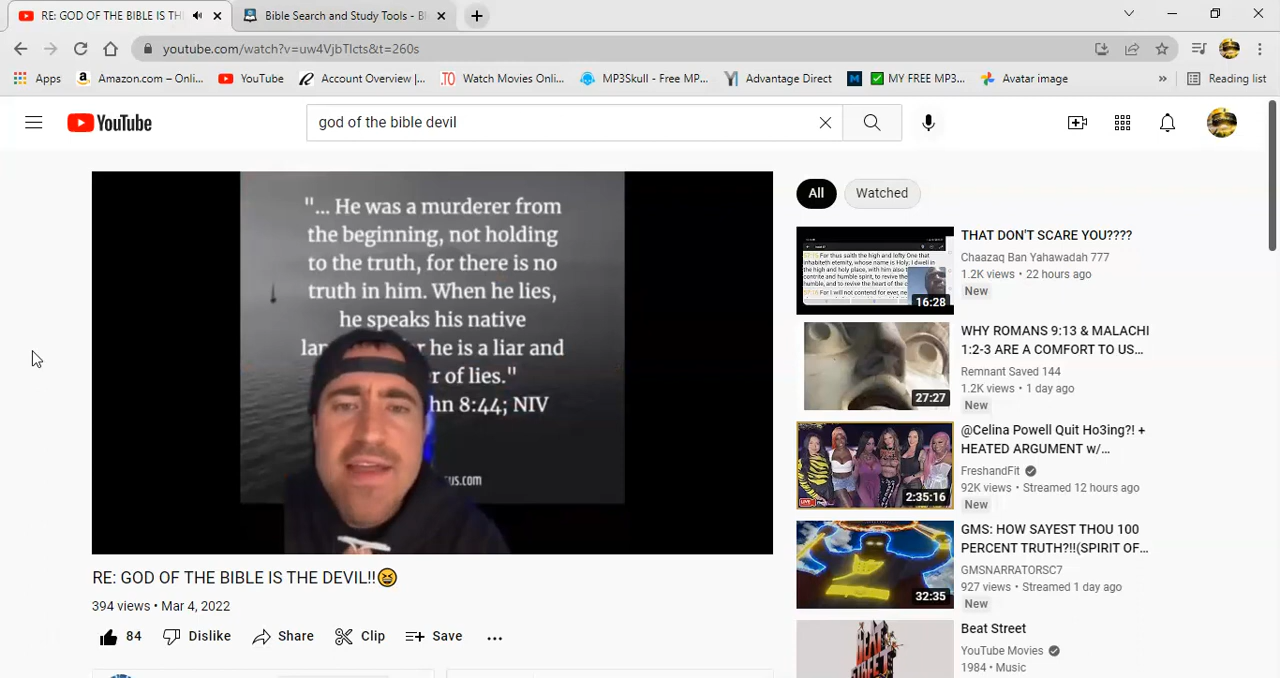 RE: GOD OF THE BIBLE IS TH
Bible Search and Study Tools - Bl
youtube.com/watch?v=uw4VjbTIcts&t=260s
Apps
Amazon.com – Onli...
YouTube
Account Overview |...
Watch Movies Onli...
MP3Skull - Free MP...
Advantage Direct
MY FREE MP3...
Avatar image
»
Reading list
YouTube
god of the bible devil
"... He was a murderer from
the beginning, not holding
to the truth, for there is no
truth in him. When he lies,
he speaks his native
he is a liar and
of lies."
8:44; NIV
RE: GOD OF THE BIBLE IS THE DEVIL!!😆
394 views • Mar 4, 2022
84
Dislike
Share
Clip
Save
...
All
Watched
16:28
THAT DON'T SCARE YOU????
Chaazaq Ban Yahawadah 777
1.2K views • 22 hours ago
New
27:27
WHY ROMANS 9:13 & MALACHI
1:2-3 ARE A COMFORT TO US...
Remnant Saved 144
1.2K views • 1 day ago
New
LIVE
2:35:16
@Celina Powell Quit Ho3ing?! +
HEATED ARGUMENT w/...
FreshandFit
92K views • Streamed 12 hours ago
New
32:35
GMS: HOW SAYEST THOU 100
PERCENT TRUTH?!!(SPIRIT OF...
GMSNARRATORSC7
927 views • Streamed 1 day ago
New
BEAT
STREET
Beat Street
YouTube Movies
1984 • Music